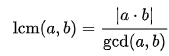 lcm(a, b) = |a · b| / gcd(a, b)